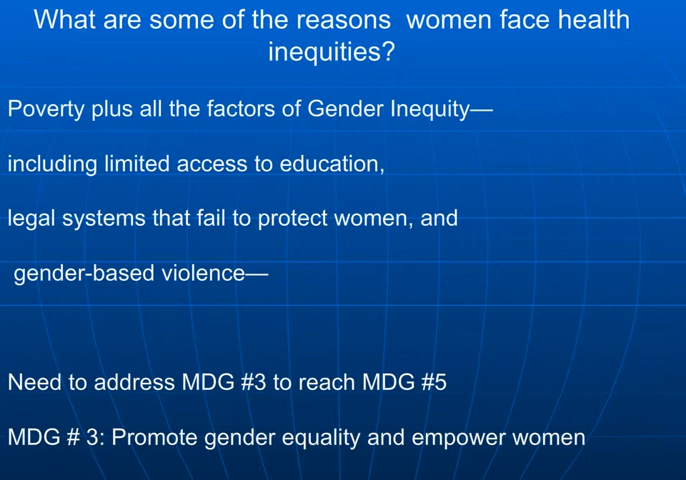 What are some of the reasons  women face health
inequities?
Poverty plus all the factors of Gender Inequity—
including limited access to education,
legal systems that fail to protect women, and
gender-based violence—
Need to address MDG #3 to reach MDG #5
MDG # 3: Promote gender equality and empower women